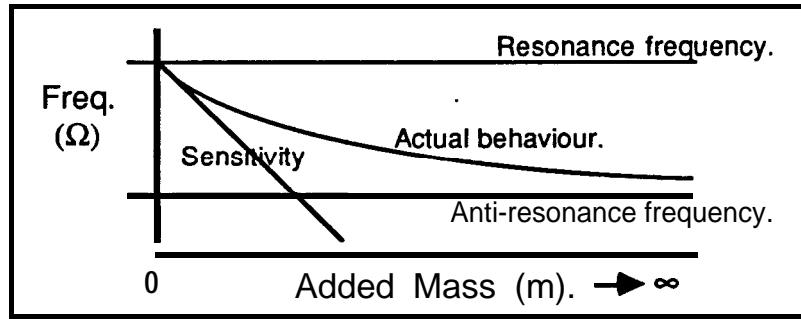 Resonance frequency.
Freq.
(Ω)
Actual behaviour.
Sensitivity
Anti-resonance frequency.
0 Added Mass (m). → ∞